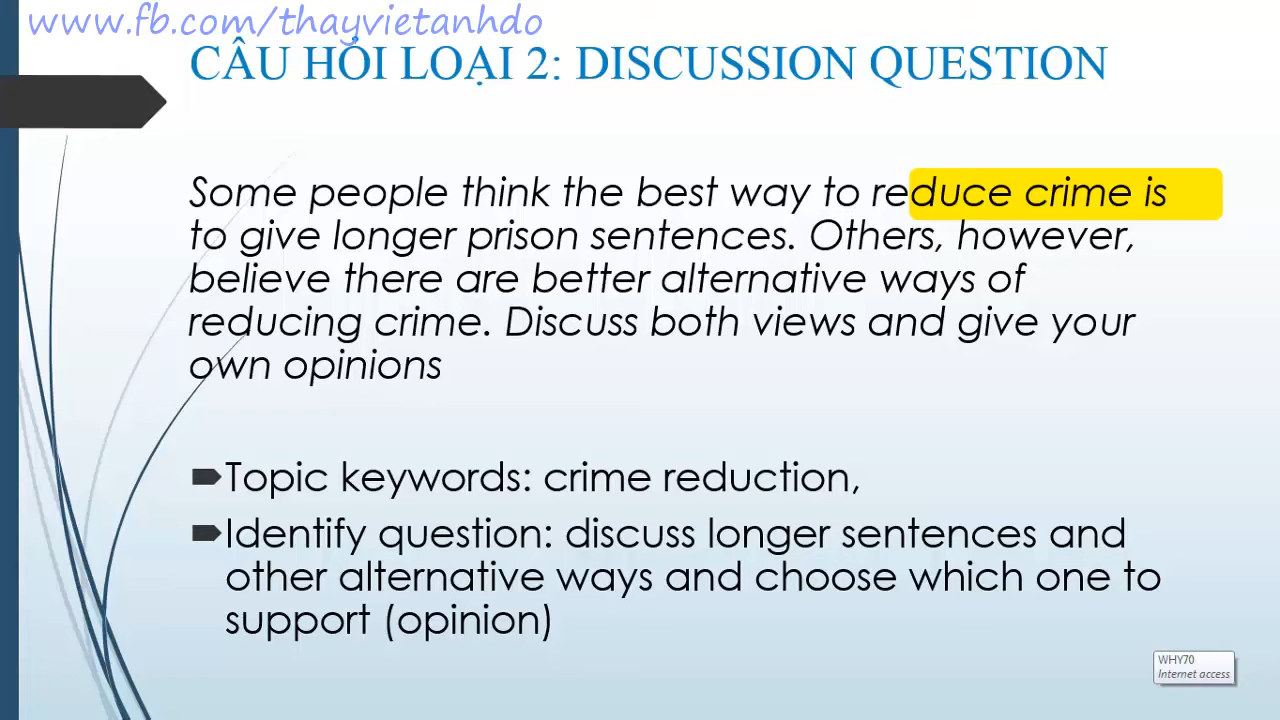 www.fb.com/thayvietanhdo
CÂU HỎI LOẠI 2: DISCUSSION QUESTION
Some people think the best way to reduce crime is
to give longer prison sentences. Others, however,
believe there are better alternative ways of
reducing crime. Discuss both views and give your
own opinions
Topic keywords: crime reduction,
Identify question: discuss longer sentences and
other alternative ways and choose which one to
support (opinion)
WHY70
Internet access